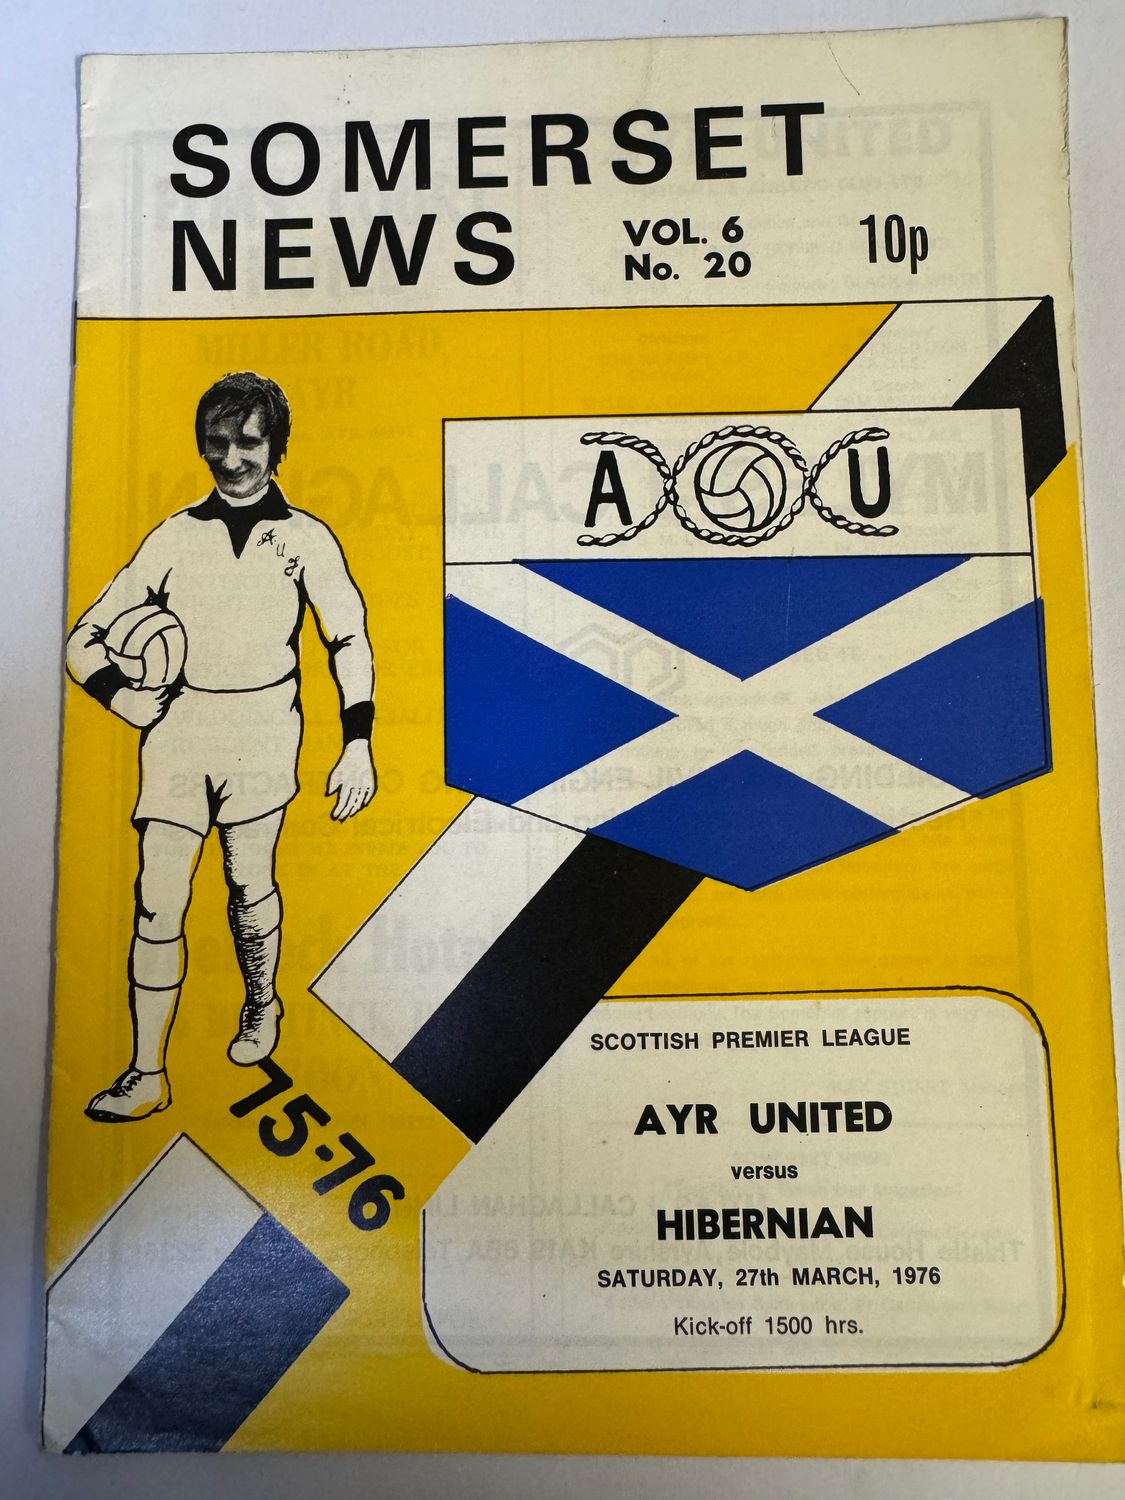 SOMERSET
NEWS
VOL. 6
No. 20
10p
A U
A U F
75-76
SCOTTISH PREMIER LEAGUE
AYR UNITED
versus
HIBERNIAN
SATURDAY, 27th MARCH, 1976
Kick-off 1500 hrs.